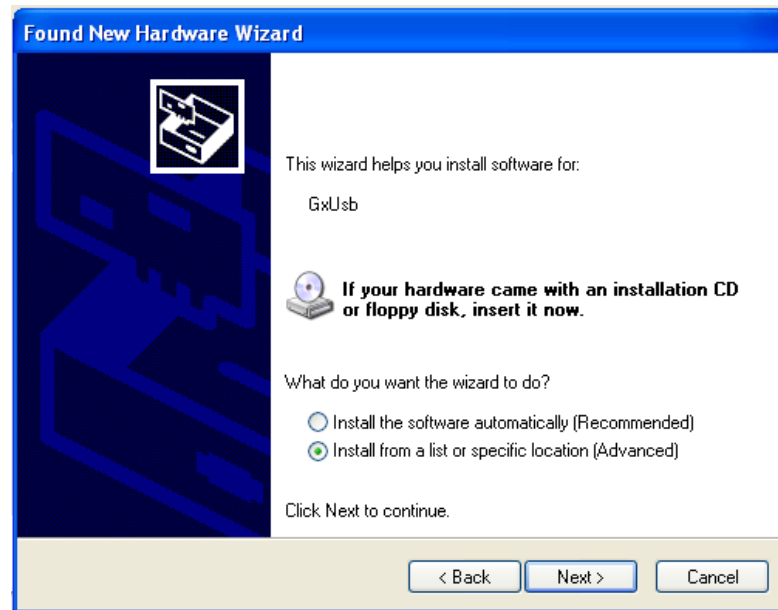 Found New Hardware Wizard
This wizard helps you install software for:
GxUsb
If your hardware came with an installation CD
or floppy disk, insert it now.
What do you want the wizard to do?
Install the software automatically (Recommended)
Install from a list or specific location (Advanced)
Click Next to continue.
< Back
Next >
Cancel